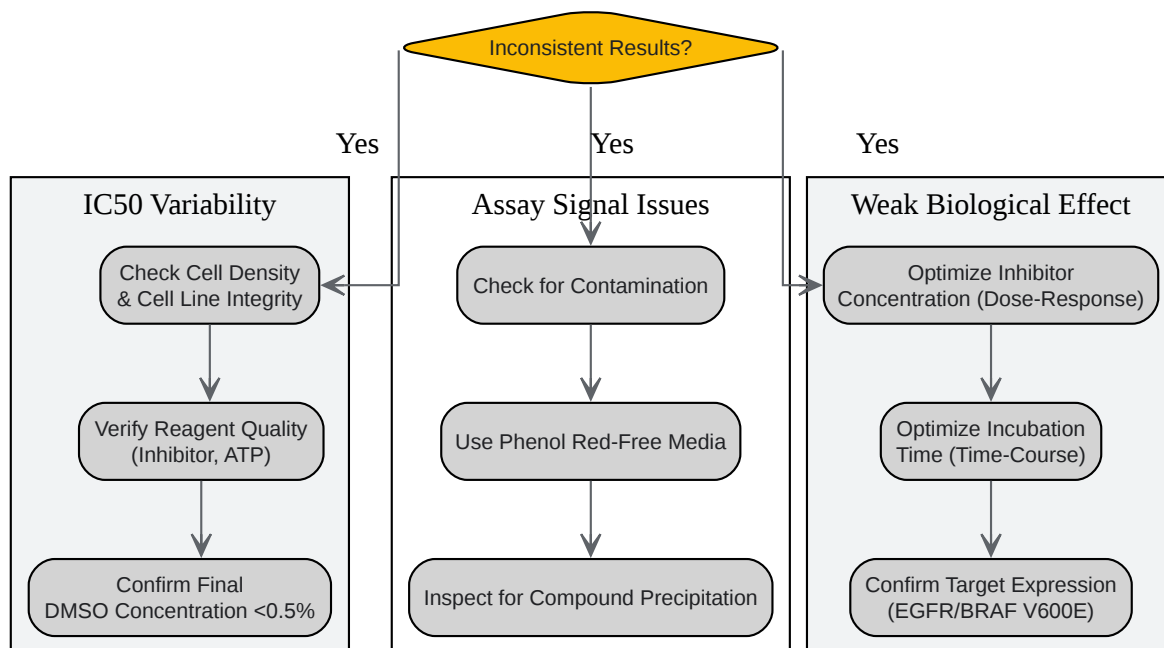 Inconsistent Results?
Yes
Yes
Yes
IC50 Variability
Check Cell Density
& Cell Line Integrity
Verify Reagent Quality
(Inhibitor, ATP)
Confirm Final
DMSO Concentration <0.5%
Assay Signal Issues
Check for Contamination
Use Phenol Red-Free Media
Inspect for Compound Precipitation
Weak Biological Effect
Optimize Inhibitor
Concentration (Dose-Response)
Optimize Incubation
Time (Time-Course)
Confirm Target Expression
(EGFR/BRAF V600E)